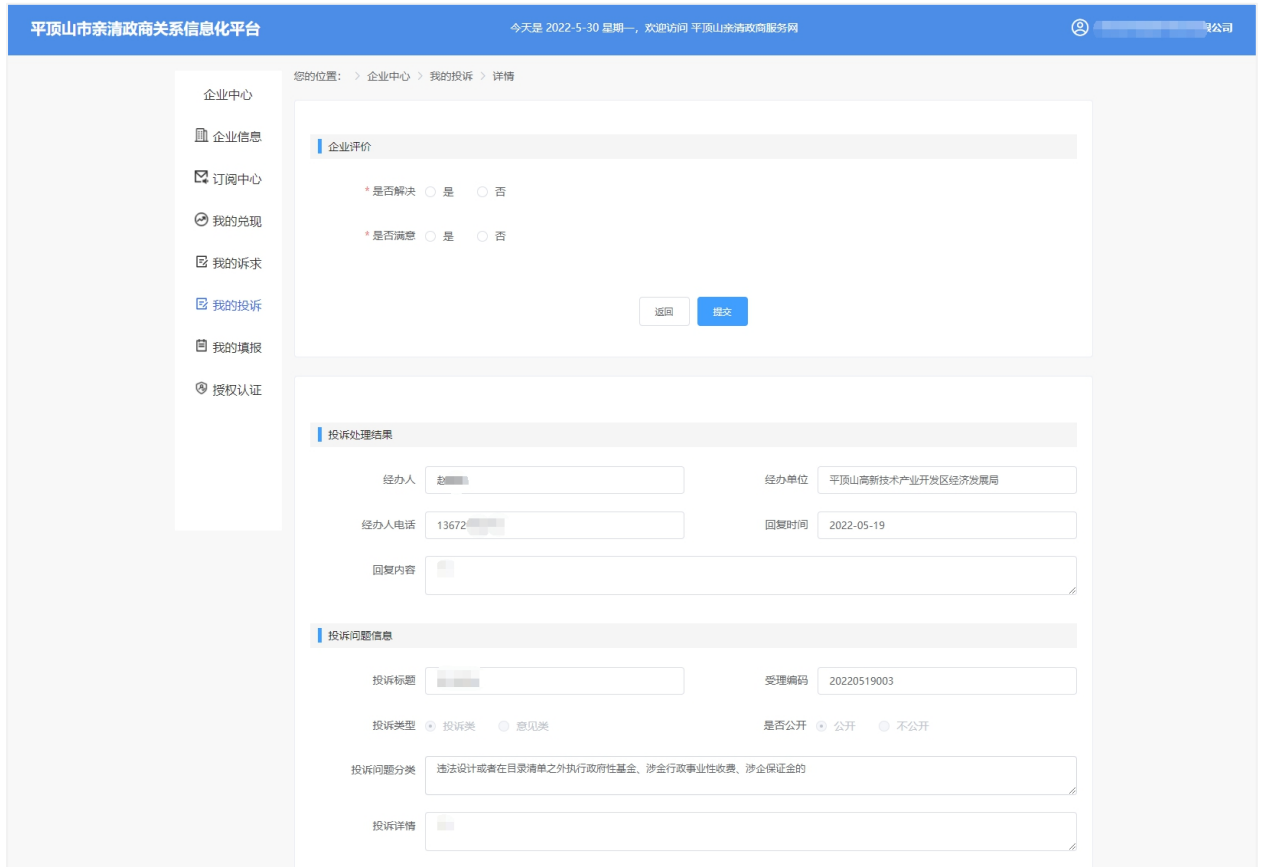 平顶山市亲清政商关系信息化平台
今天是 2022-5-30 星期一，欢迎访问 平顶山亲清政商服务网
公司
您的位置： > 企业中心 > 我的投诉 > 详情
企业中心
企业信息
订阅中心
我的兑现
我的诉求
我的投诉
我的填报
授权认证
企业评价
*是否解决 是 否
*是否满意 是 否
返回 提交
投诉处理结果
经办人 赵 经办单位 平顶山高新技术产业开发区经济发展局
经办人电话 13672 回复时间 2022-05-19
回复内容
投诉问题信息
投诉标题 受理编码 20220519003
投诉类型 投诉类 意见类 是否公开 公开 不公开
投诉问题分类 违法设计或者在目录清单之外执行政府性基金、涉金行政事业性收费、涉企保证金的
投诉详情